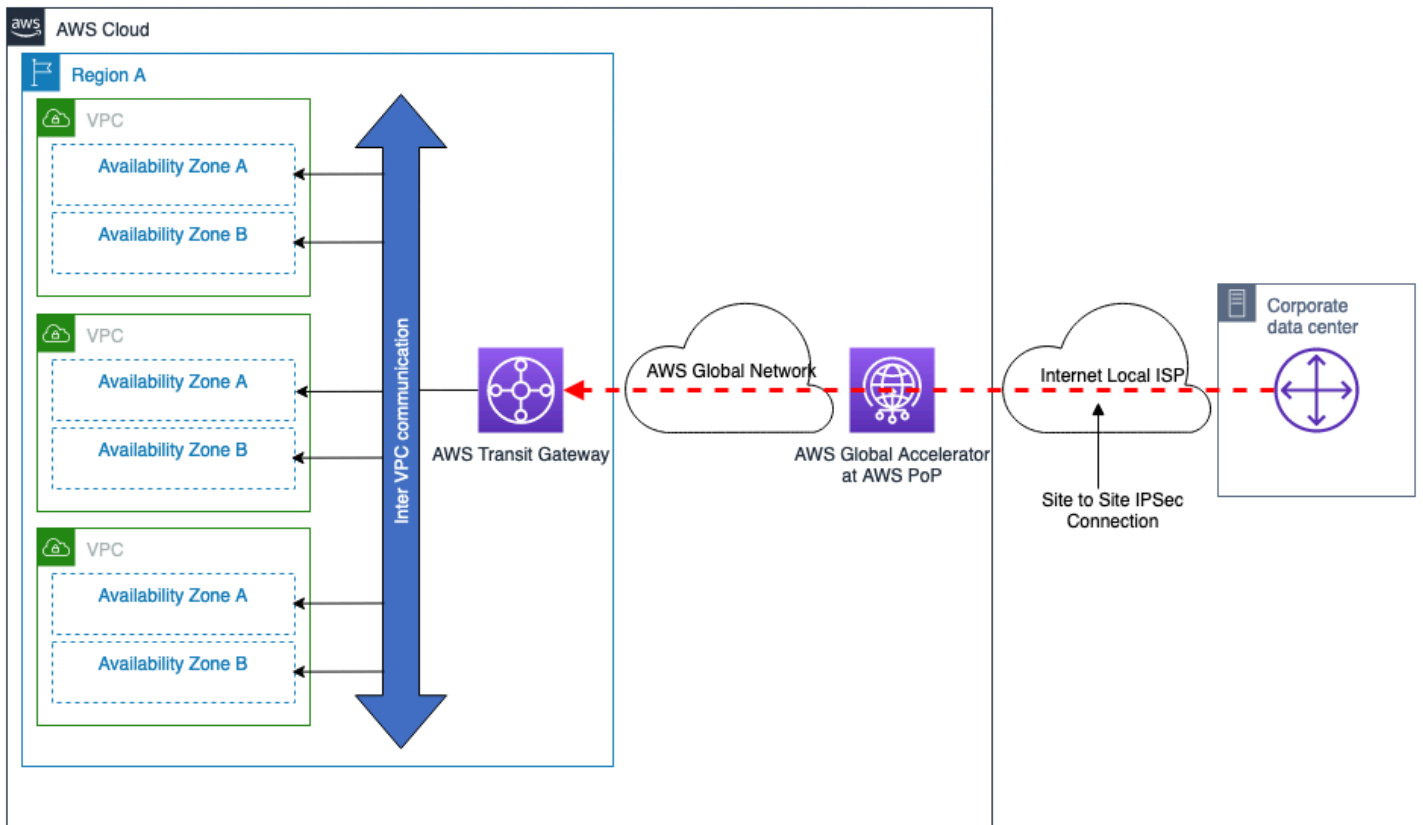 aws
AWS Cloud
Region A
VPC
Availability Zone A
Availability Zone B
VPC
Availability Zone A
Availability Zone B
VPC
Availability Zone A
Availability Zone B
Inter VPC communication
AWS Transit Gateway
AWS Global Network
AWS Global Accelerator
at AWS PoP
Internet Local ISP
Site to Site IPSec
Connection
Corporate
data center